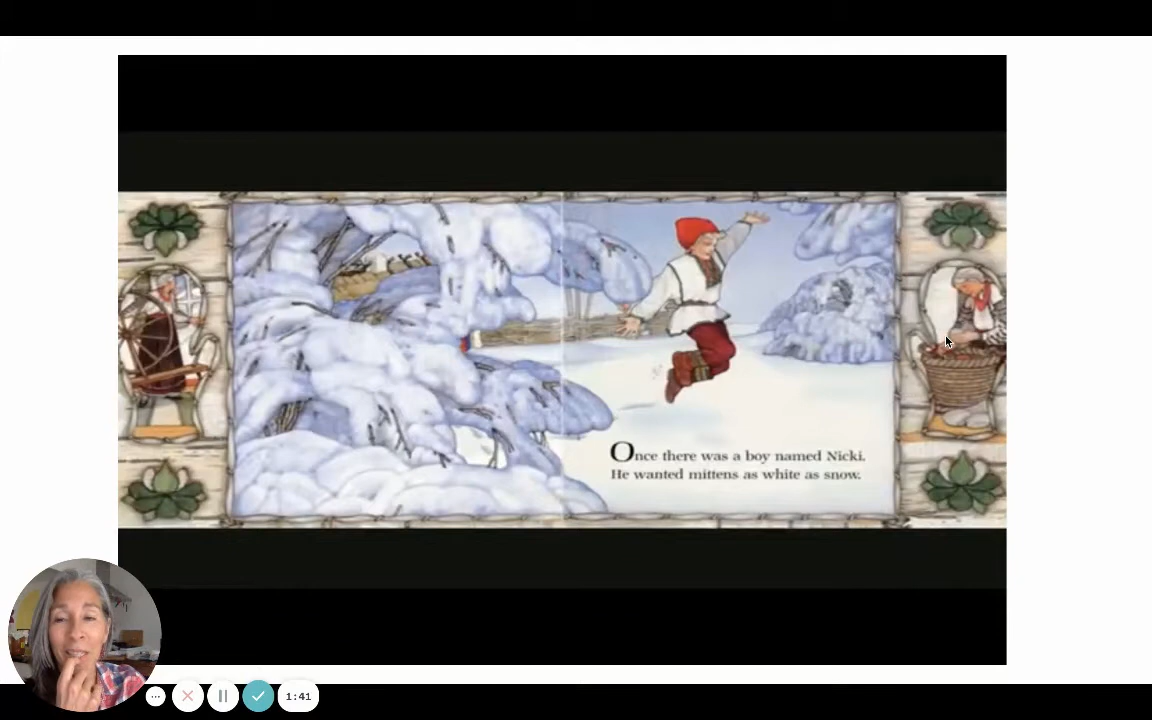 Once there was a boy named Nicki.
He wanted mittens as white as snow.
1:41